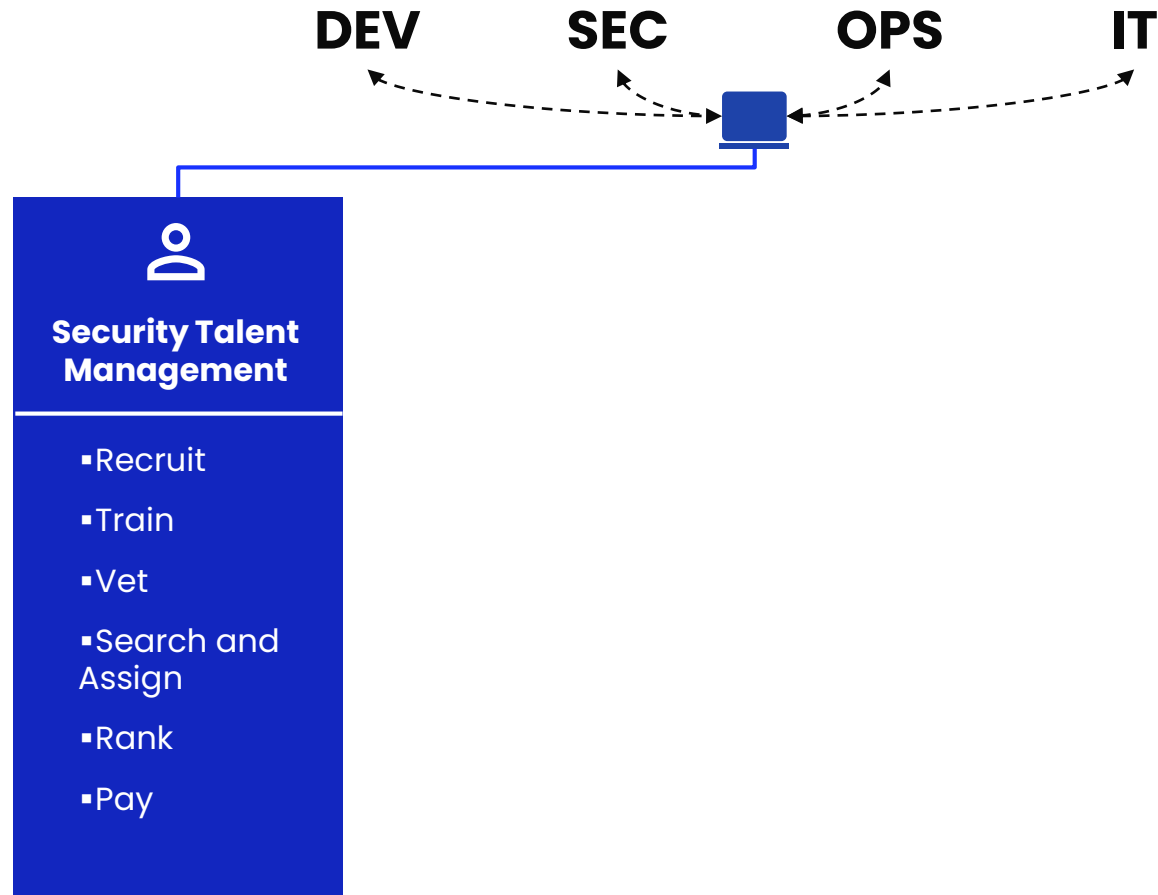 DEV SEC OPS IT
Security Talent
Management
▪Recruit
▪Train
▪Vet
▪Search and
Assign
▪Rank
▪Pay